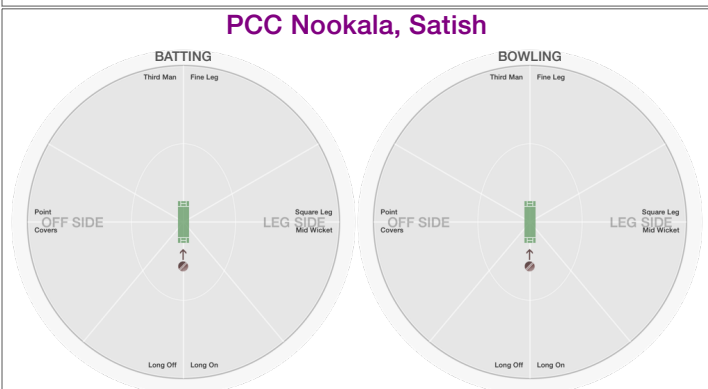 PCC Nookala, Satish
BATTING
Third Man Fine Leg
Point
OFF SIDE
Covers
Square Leg
LEG SIDE
Mid Wicket
Long Off Long On
BOWLING
Third Man Fine Leg
Point
OFF SIDE
Covers
Square Leg
LEG SIDE
Mid Wicket
Long Off Long On